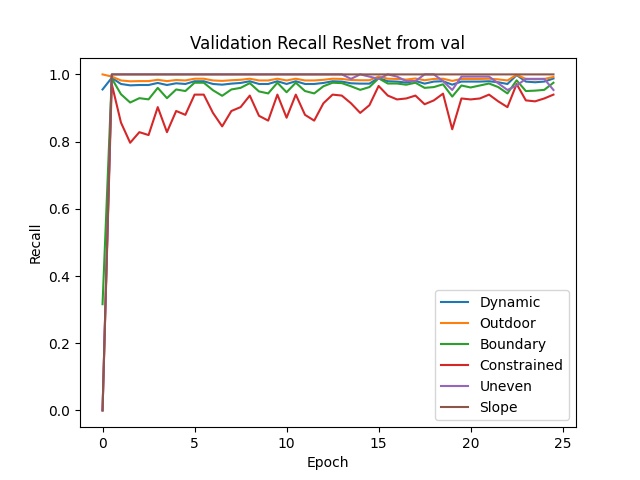 Validation Recall ResNet from val
Recall
1.0
0.8
0.6
0.4
0.2
0.0
Dynamic
Outdoor
Boundary
Constrained
Uneven
Slope
0 5 10 15 20 25
Epoch